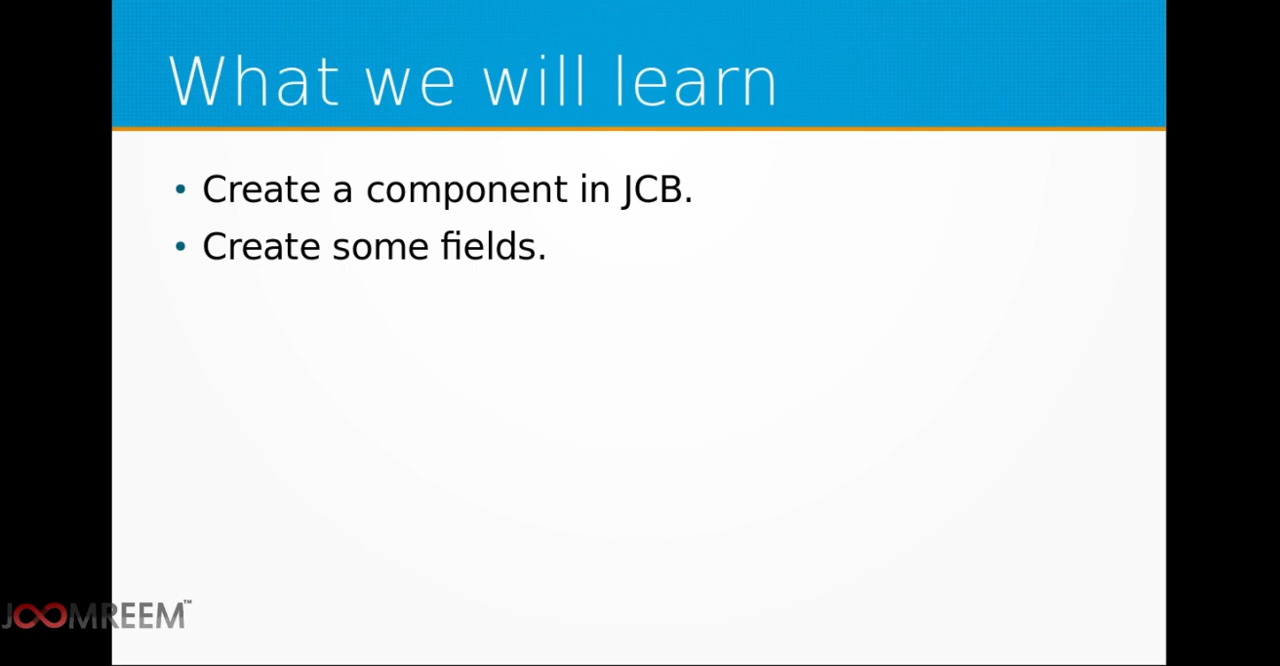 What we will learn
• Create a component in JCB.
• Create some fields.
JOOMREEM™